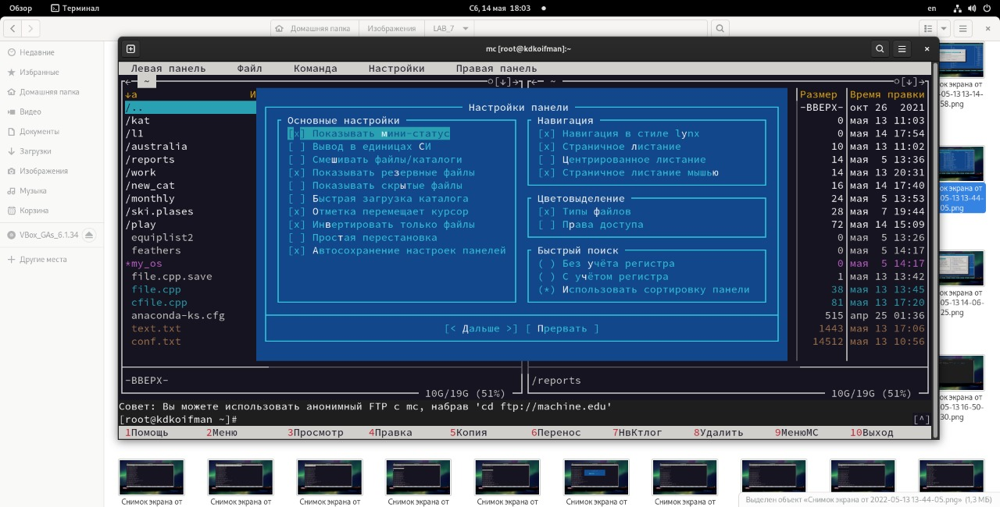 Обзор Терминал Сб, 14 мая 18:03 en
Домашняя папка Изображения LAB_7
Недавние
Избранные
Домашняя папка
Видео
Документы
Загрузки
Изображения
Музыка
Корзина
VBox_GAs_6.1.34
Другие места
mc [root@kdkoifman]:~
Левая панель Файл Команда Настройки Правая панель
~ [↓] ~ [↓]
↓а И Размер Время правки
/.. -ВВЕРХ- окт 26 2021
/kat 0 мая 13 11:03
/l1 0 мая 14 17:54
/australia 10 мая 13 11:02
/reports 14 мая 5 13:36
/work 14 мая 13 20:31
/new_cat 16 мая 14 17:40
/monthly 24 мая 5 13:53
/ski.plases 28 мая 7 19:44
/play 72 мая 14 15:09
equiplist2 0 мая 5 13:26
feathers 0 мая 5 14:17
*my_os 0 мая 5 14:17
file.cpp.save 1 мая 13 13:42
file.cpp 38 мая 13 13:45
cfile.cpp 81 мая 13 17:20
anaconda-ks.cfg 515 апр 25 01:36
text.txt 1443 мая 13 17:06
conf.txt 14512 мая 13 10:56
Настройки панели
Основные настройки
[x] Показывать мини-статус
[ ] Вывод в единицах СИ
[ ] Смешивать файлы/каталоги
[x] Показывать резервные файлы
[ ] Показывать скрытые файлы
[ ] Быстрая загрузка каталога
[x] Отметка перемещает курсор
[x] Инвертировать только файлы
[ ] Простая перестановка
[x] Автосохранение настроек панелей
Навигация
[x] Навигация в стиле lynx
[x] Страничное листание
[ ] Центрированное листание
[x] Страничное листание мышью
Цветовыделение
[x] Типы файлов
[ ] Права доступа
Быстрый поиск
( ) Без учёта регистра
( ) С учётом регистра
(*) Использовать сортировку панели
[< Дальше >] [ Прервать ]
-ВВЕРХ- /reports
10G/19G (51%) 10G/19G (51%)
Совет: Вы можете использовать анонимный FTP с mc, набрав 'cd ftp://machine.edu'
[root@kdkoifman ~]# [^]
1Помощь 2Меню 3Просмотр 4Правка 5Копия 6Перенос 7НвКтлог 8Удалить 9МенюМС 10Выход
ок экрана от
-05-13 13-14-
58.png
ок экрана от
-05-13 13-44-
05.png
ок экрана от
-05-13 14-06-
25.png
ок экрана от
-05-13 16-50-
30.png
Снимок экрана от Снимок экрана от Снимок экрана от Снимок экрана от Снимок экрана от Снимок экрана от Снимок экрана от
Выделен объект «Снимок экрана от 2022-05-13 13-44-05.png» (1,3 МБ)